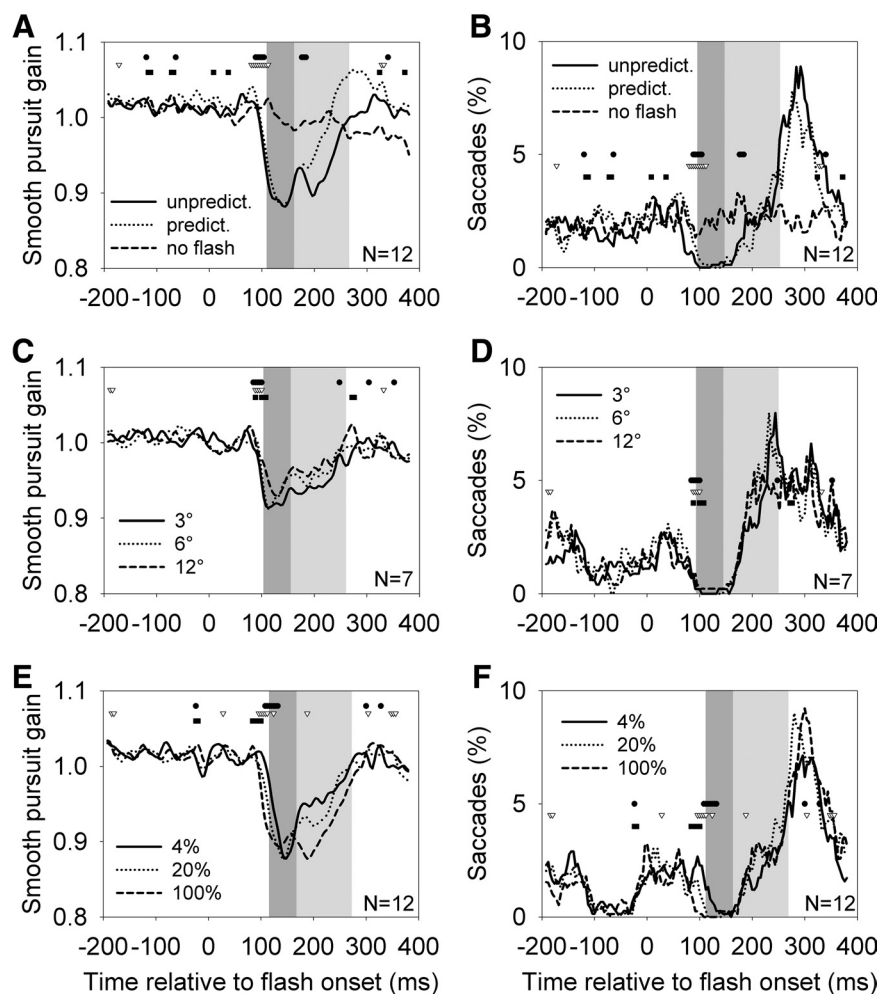 A
Smooth pursuit gain
1.1
1.0
0.9
0.8
unpredict.
predict.
no flash
N=12
-200 -100 0 100 200 300 400
B
Saccades (%)
10
5
0
unpredict.
predict.
no flash
N=12
-200 -100 0 100 200 300 400
C
Smooth pursuit gain
1.1
1.0
0.9
0.8
3°
6°
12°
N=7
-200 -100 0 100 200 300 400
D
Saccades (%)
10
5
0
3°
6°
12°
N=7
-200 -100 0 100 200 300 400
E
Smooth pursuit gain
1.1
1.0
0.9
0.8
4%
20%
100%
N=12
-200 -100 0 100 200 300 400
Time relative to flash onset (ms)
F
Saccades (%)
10
5
0
4%
20%
100%
N=12
-200 -100 0 100 200 300 400
Time relative to flash onset (ms)